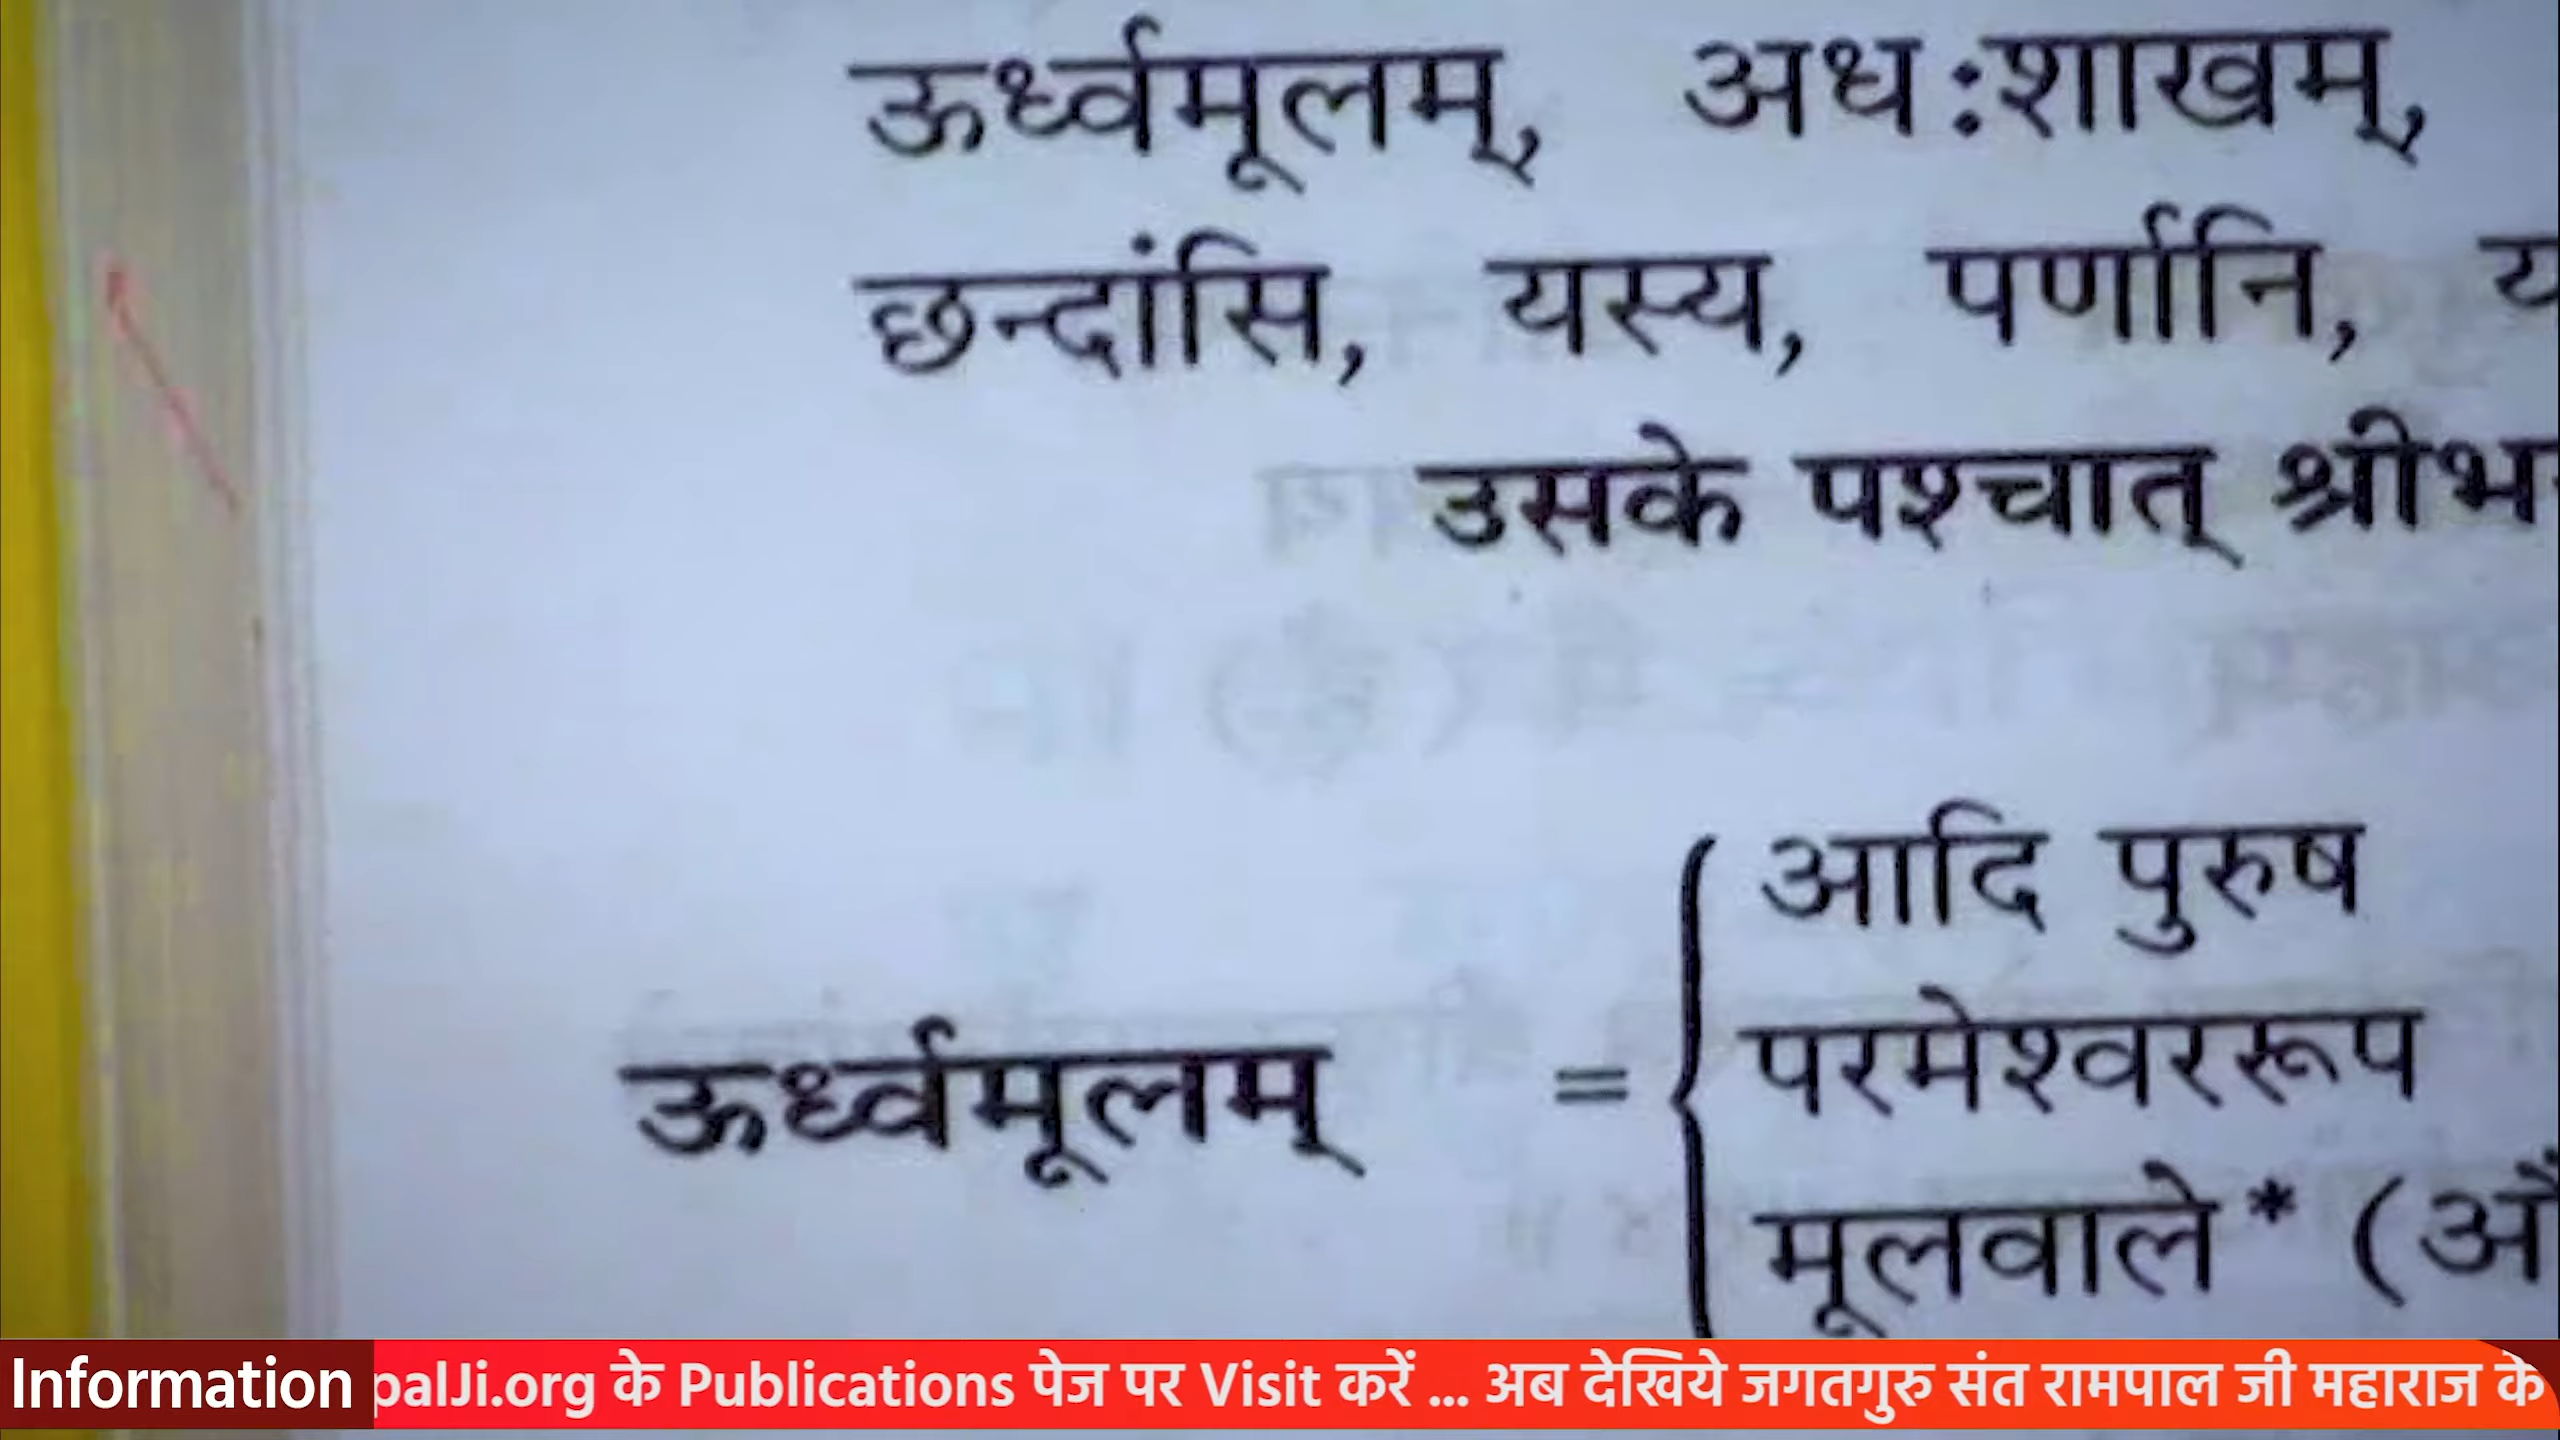 ऊर्ध्वमूलम्, अधःशाखम्,
छन्दांसि, यस्य, पर्णानि,
उसके पश्चात्
आदि पुरुष
परमेश्वररूप
ऊर्ध्वमूलम् =
मूलवाले* (
Information palJi.org के Publications पेज पर Visit करें ... अब देखिये जगतगुरु संत रामपाल जी महाराज के